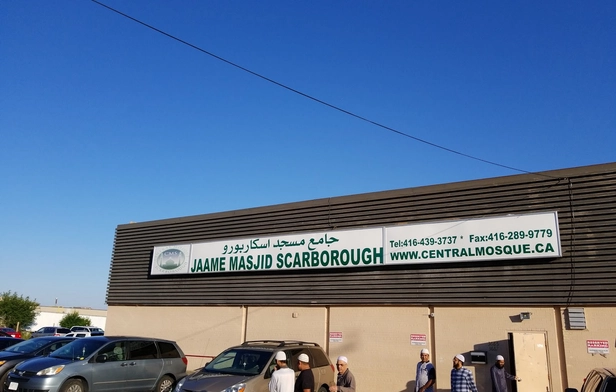 جامع مسجد اسکاربورو
JAAME MASJID SCARBOROUGH
Tel:416-439-3737 * Fax:416-289-9779
WWW.CENTRALMOSQUE.CA